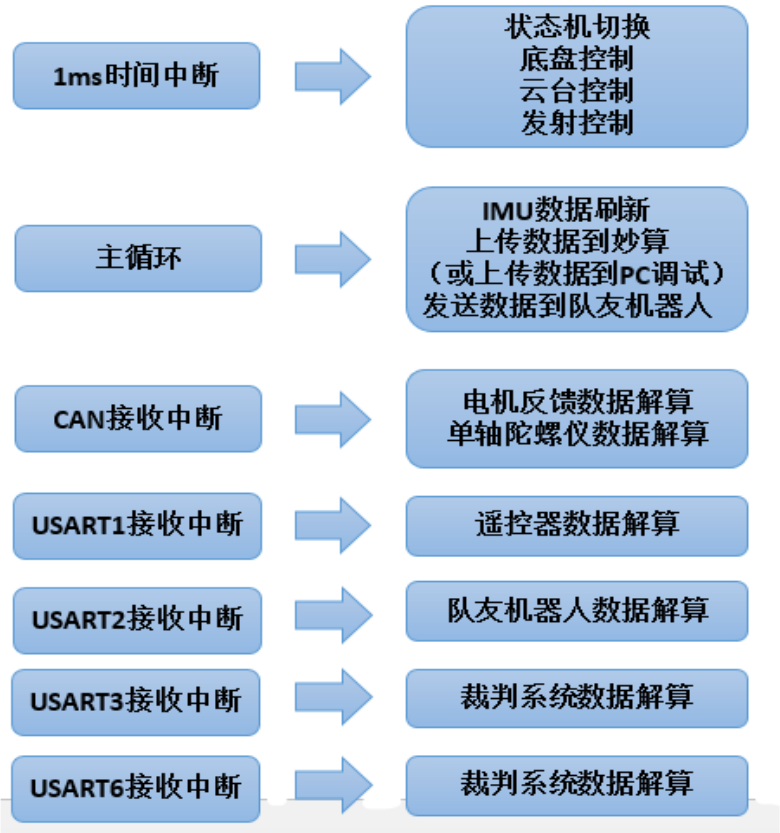 1ms时间中断
状态机切换
底盘控制
云台控制
发射控制
主循环
IMU数据刷新
上传数据到妙算
（或上传数据到PC调试）
发送数据到队友机器人
CAN接收中断
电机反馈数据解算
单轴陀螺仪数据解算
USART1接收中断
遥控器数据解算
USART2接收中断
队友机器人数据解算
USART3接收中断
裁判系统数据解算
USART6接收中断
裁判系统数据解算